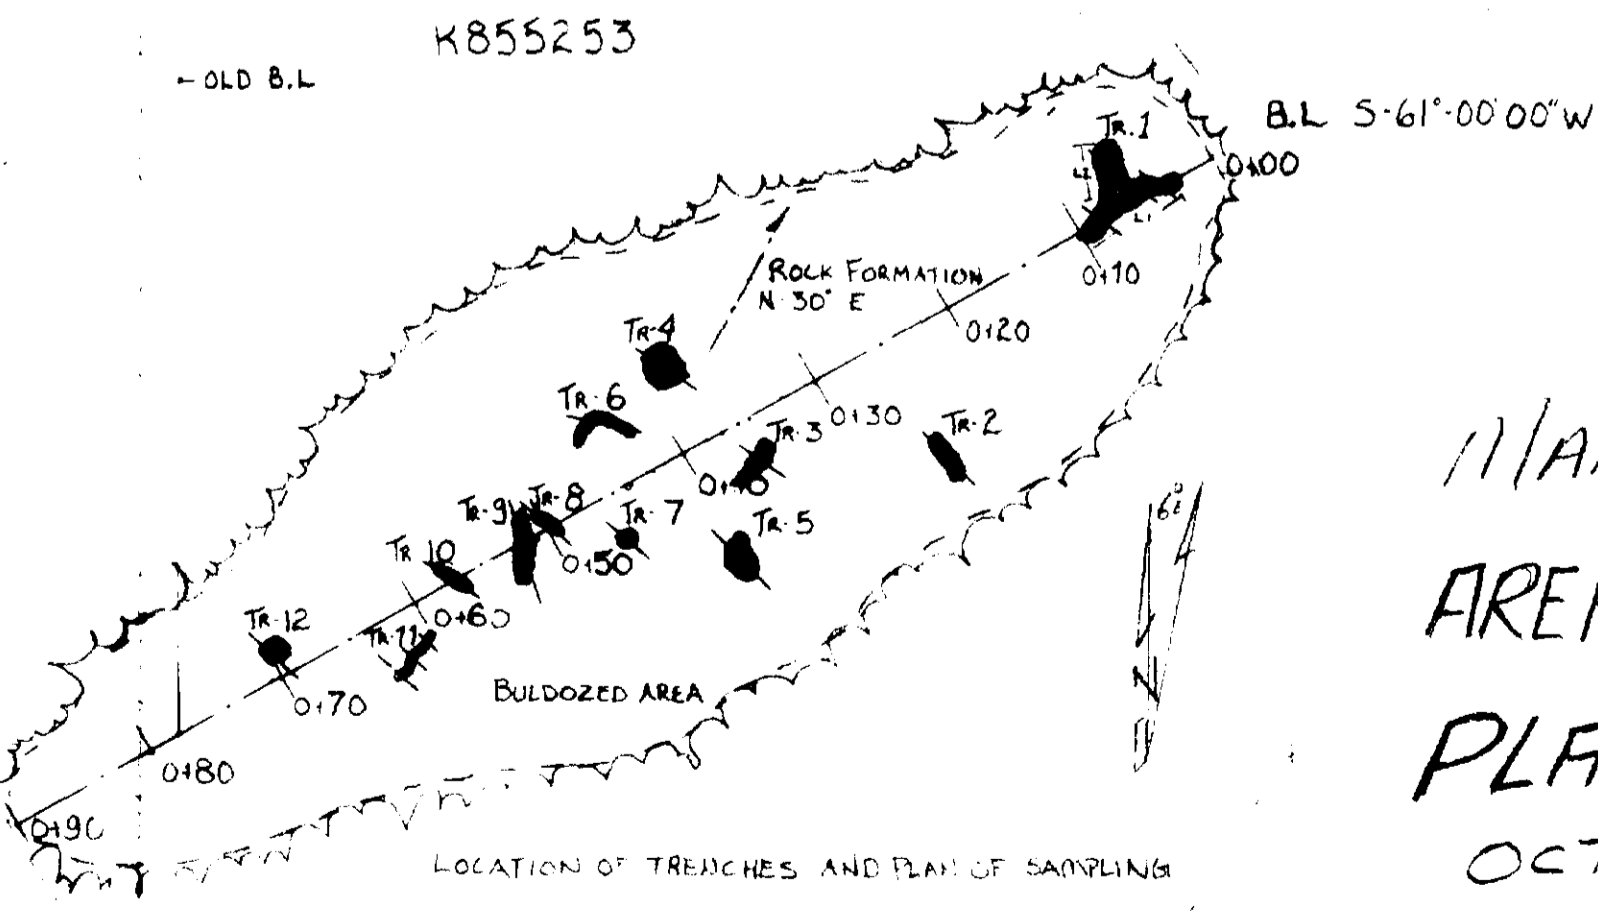 K855253
← OLD B.L
B.L S-61°-00'00"W
TR.1
0+00
L2
L1
ROCK FORMATION
N-30° E
0+10
TR-4
0+20
TR-6
0+30
TR-2
TR-3
0+40
TR-9
TR-8
TR-7
TR-5
6°
TR 10
0+50
0+60
TR-12
TR-11
BULDOZED AREA
0+70
0+80
0+90
N
PLA
OCT
LOCATION OF TRENCHES AND PLAN OF SAMPLING